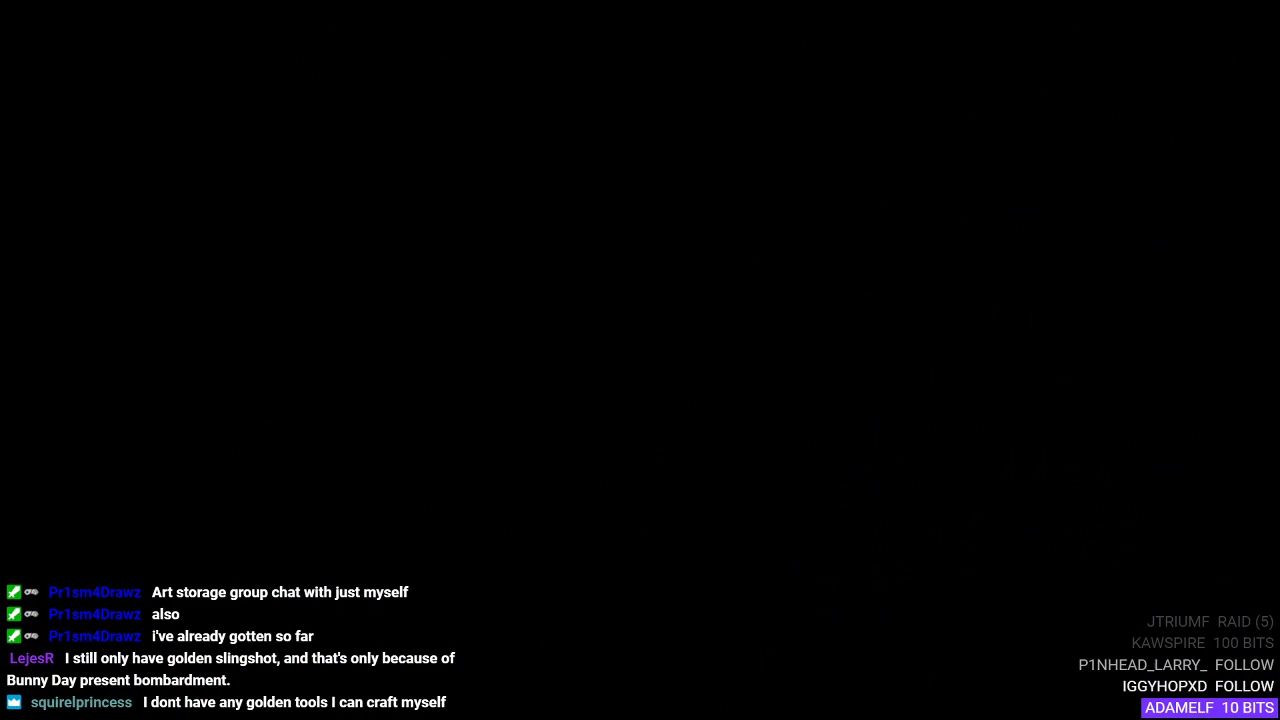 Pr1sm4Drawz Art storage group chat with just myself
Pr1sm4Drawz also
Pr1sm4Drawz i've already gotten so far
LejesR I still only have golden slingshot, and that's only because of
Bunny Day present bombardment.
squirelprincess I dont have any golden tools I can craft myself
JTRIUMF RAID (5)
KAWSPIRE 100 BITS
P1NHEAD_LARRY_ FOLLOW
IGGYHOPXD FOLLOW
ADAMELF 10 BITS